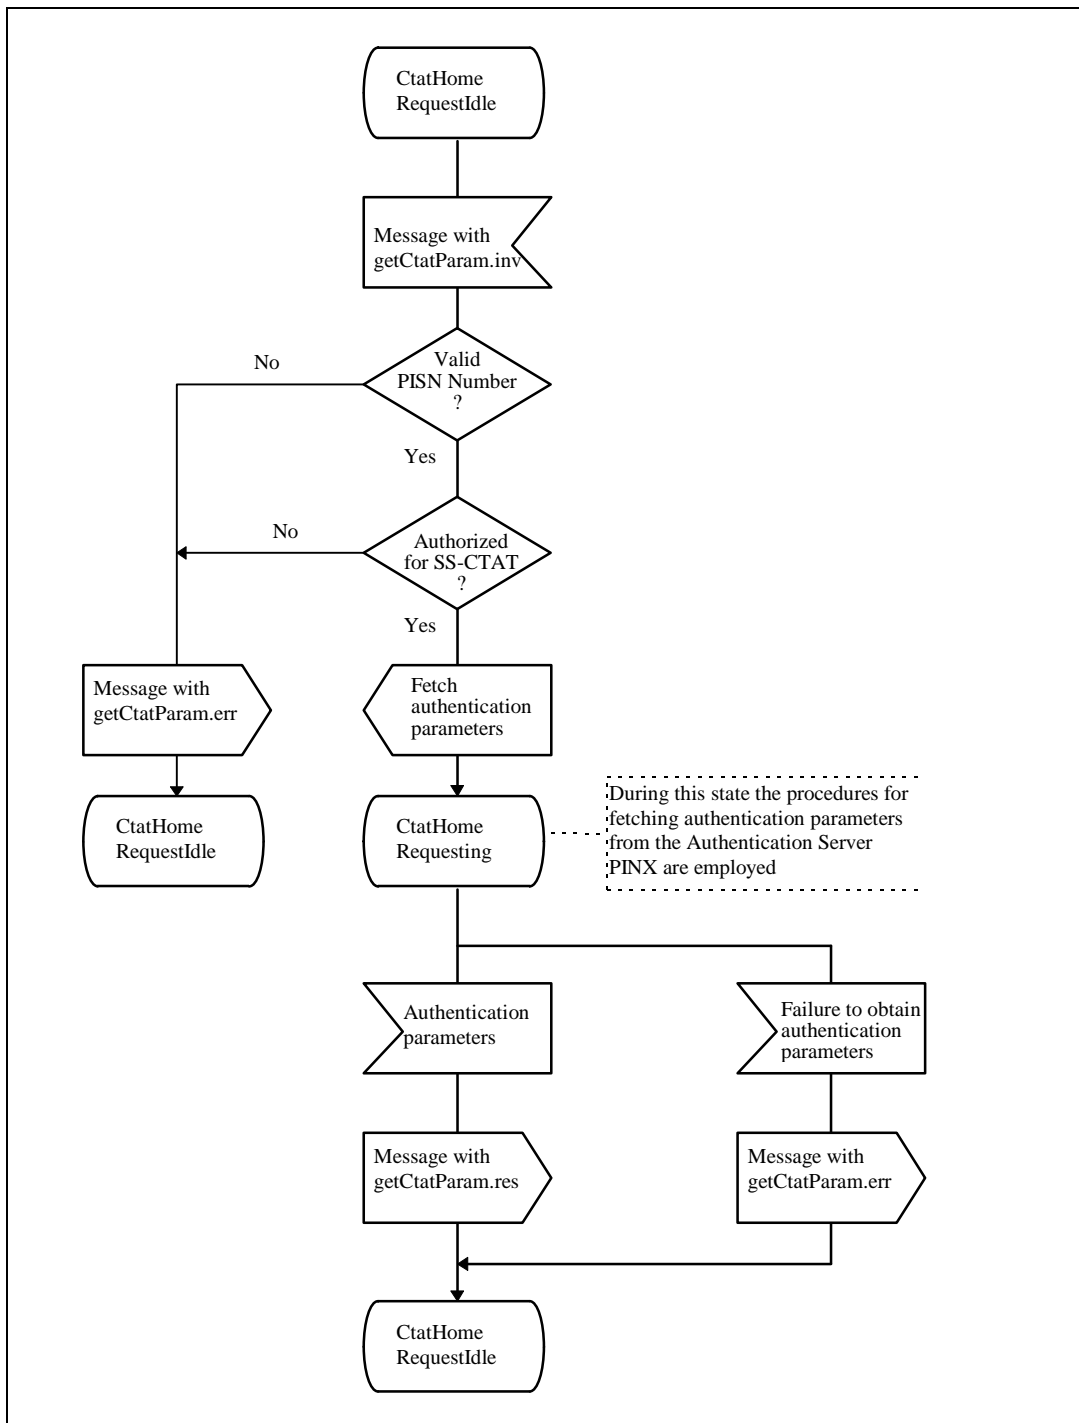 CtatHome
RequestIdle
Message with
getCtatParam.inv
No
Valid
PISN Number
?
Yes
No
Authorized
for SS-CTAT
?
Yes
Message with
getCtatParam.err
Fetch
authentication
parameters
CtatHome
RequestIdle
CtatHome
Requesting
During this state the procedures for
fetching authentication parameters
from the Authentication Server
PINX are employed
Authentication
parameters
Failure to obtain
authentication
parameters
Message with
getCtatParam.res
Message with
getCtatParam.err
CtatHome
RequestIdle